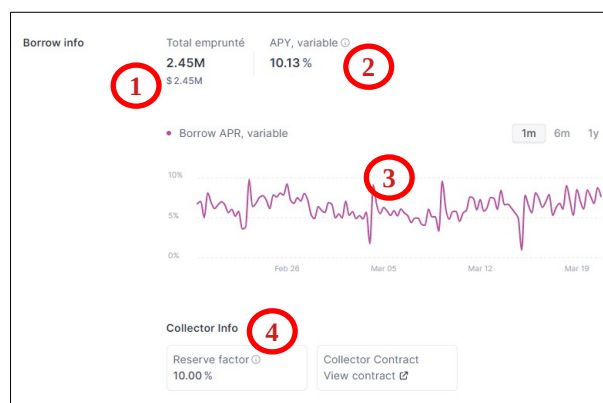 Borrow info
Total emprunté
APY, variable
2.45M
10.13 %
$ 2.45M
1
2
Borrow APR, variable
1m
6m
1y
10%
3
5%
0%
Feb 26
Mar 05
Mar 12
Mar 19
Collector Info
4
Reserve factor
10.00 %
Collector Contract
View contract